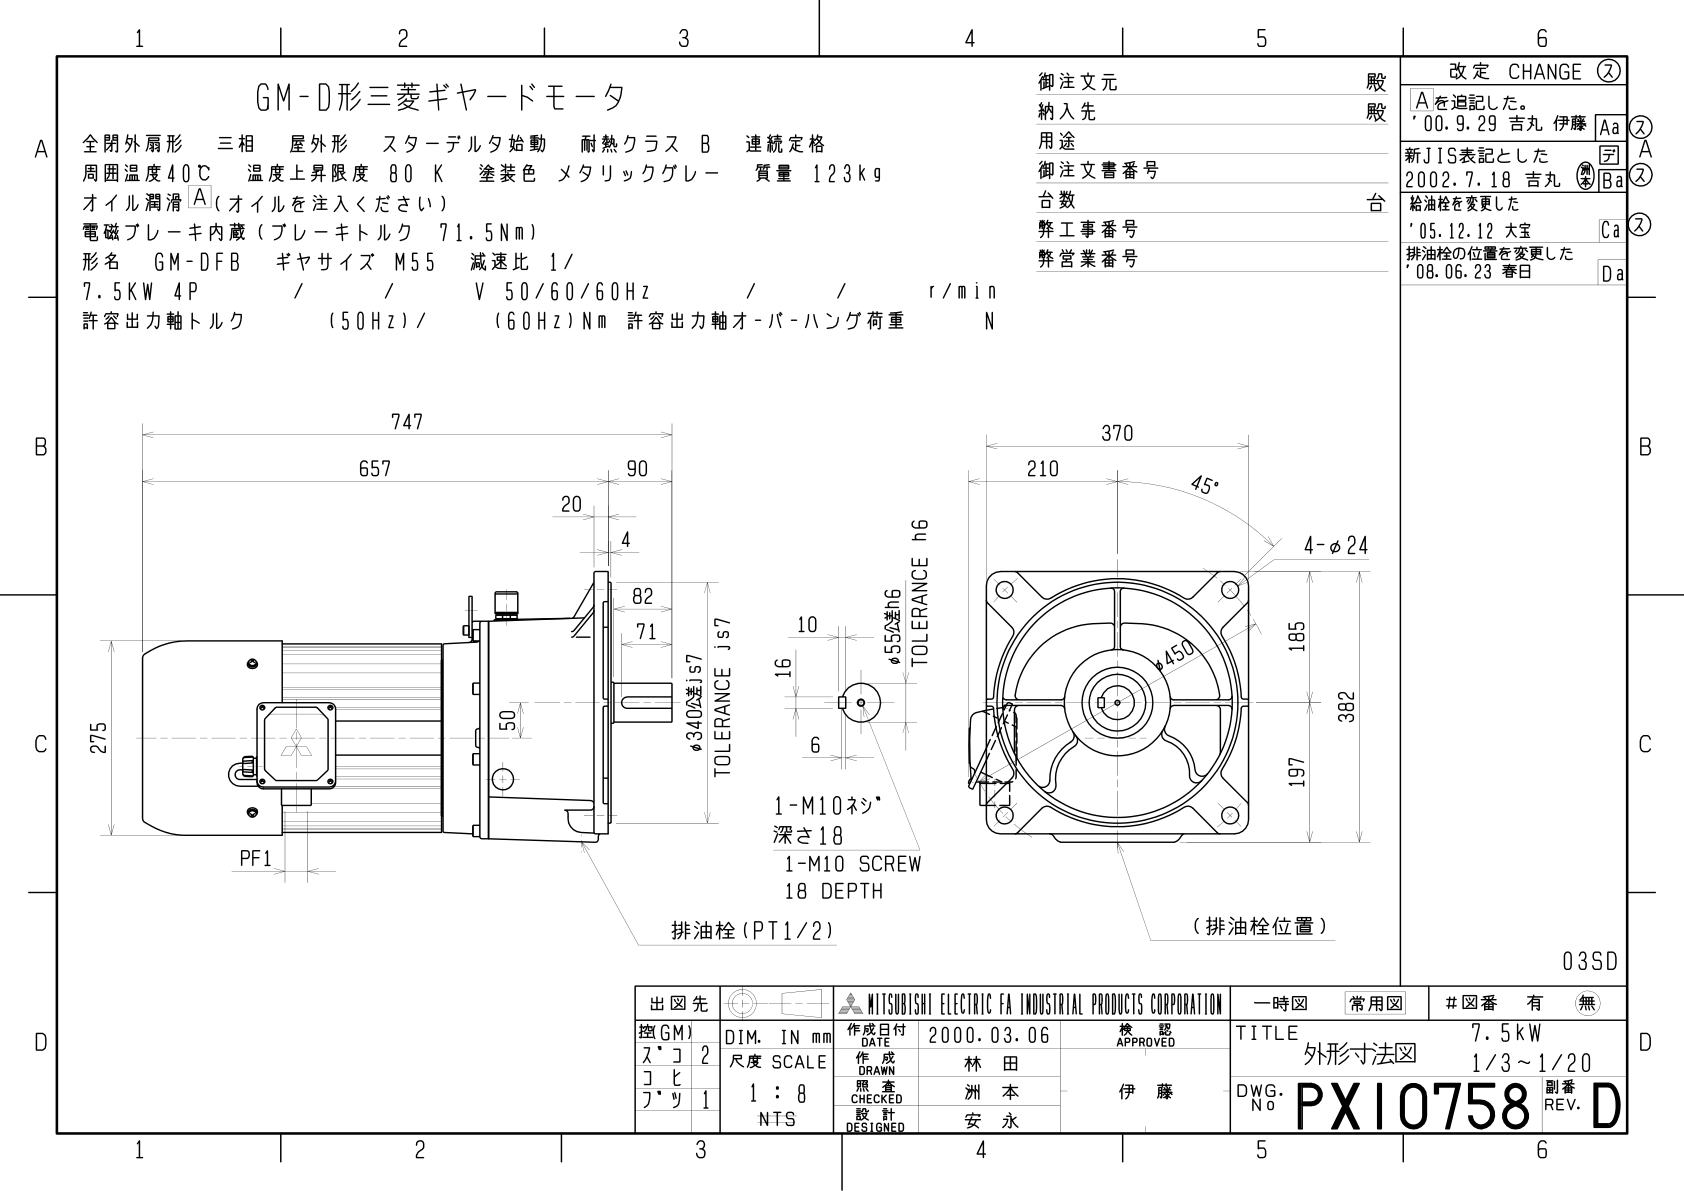 1 2 3 4 5 6
GM-D形三菱ギヤードモータ
全閉外扇形 三相 屋外形 スターデルタ始動 耐熱クラス B 連続定格
周囲温度40℃ 温度上昇限度 80 K 塗装色 メタリックグレー 質量 123kg
オイル潤滑 A (オイルを注入ください)
電磁ブレーキ内蔵(ブレーキトルク 71.5Nm)
形名 GM-DFB ギヤサイズ M55 減速比 1/
7.5KW 4P / / V 50/60/60Hz / / r/min
許容出力軸トルク (50Hz)/ (60Hz)Nm 許容出力軸オーバーハング荷重 N
御注文元 殿
納入先 殿
用途
御注文書番号
台数 台
弊工事番号
弊営業番号
改定 CHANGE ス
Aを追記した。
'00.9.29 吉丸 伊藤 Aa ス
新JIS表記とした デ
2002.7.18 吉丸 洲本 Ba ス
給油栓を変更した
'05.12.12 大宝 Ca ス
排油栓の位置を変更した
'08.06.23 春日 Da
A
B
C
D
A
B
C
D
747
657 90
20
4
82
71
50
275
PF1
φ340公差js7
TOLERANCE js7
排油栓(PT1/2)
10
16
6
φ55公差h6
TOLERANCE h6
1-M10ネジ
深さ18
1-M10 SCREW
18 DEPTH
370
210
45°
4-φ24
φ450
185
382
197
(排油栓位置)
03SD
出図先
控(GM)
ズコ 2
コヒ
ブツ 1
DIM. IN mm
尺度 SCALE
1 : 8
NTS
MITSUBISHI ELECTRIC FA INDUSTRIAL PRODUCTS CORPORATION
作成日付 DATE 2000.03.06
作成 DRAWN 林田
照査 CHECKED 洲本
設計 DESIGNED 安永
検認 APPROVED
伊藤
一時図 常用図 #図番 有 無
TITLE 7.5kW
外形寸法図 1/3~1/20
DWG. No PX10758 副番 REV. D
1 2 3 4 5 6